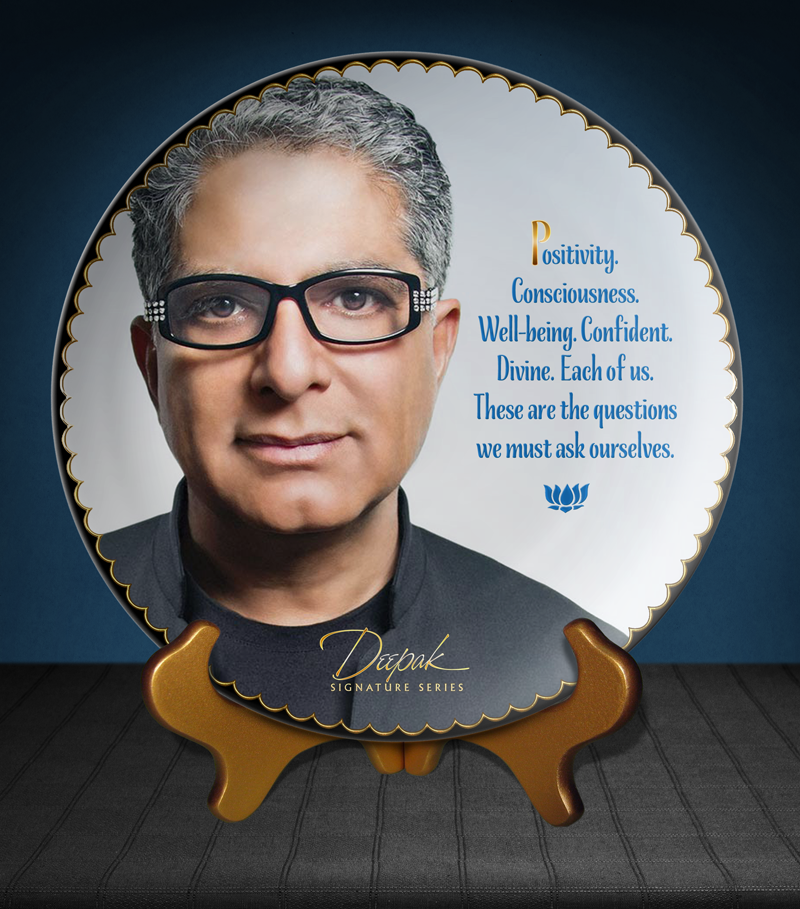 Positivity.
Consciousness.
Well-being. Confident.
Divine. Each of us.
These are the questions
we must ask ourselves.
Deepak
SIGNATURE SERIES